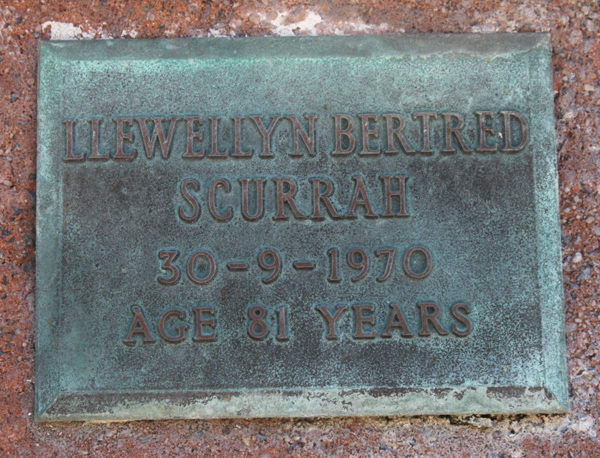 LLEWELLYN BERTRED
SCURRAH
30-9-1970
AGE 81 YEARS